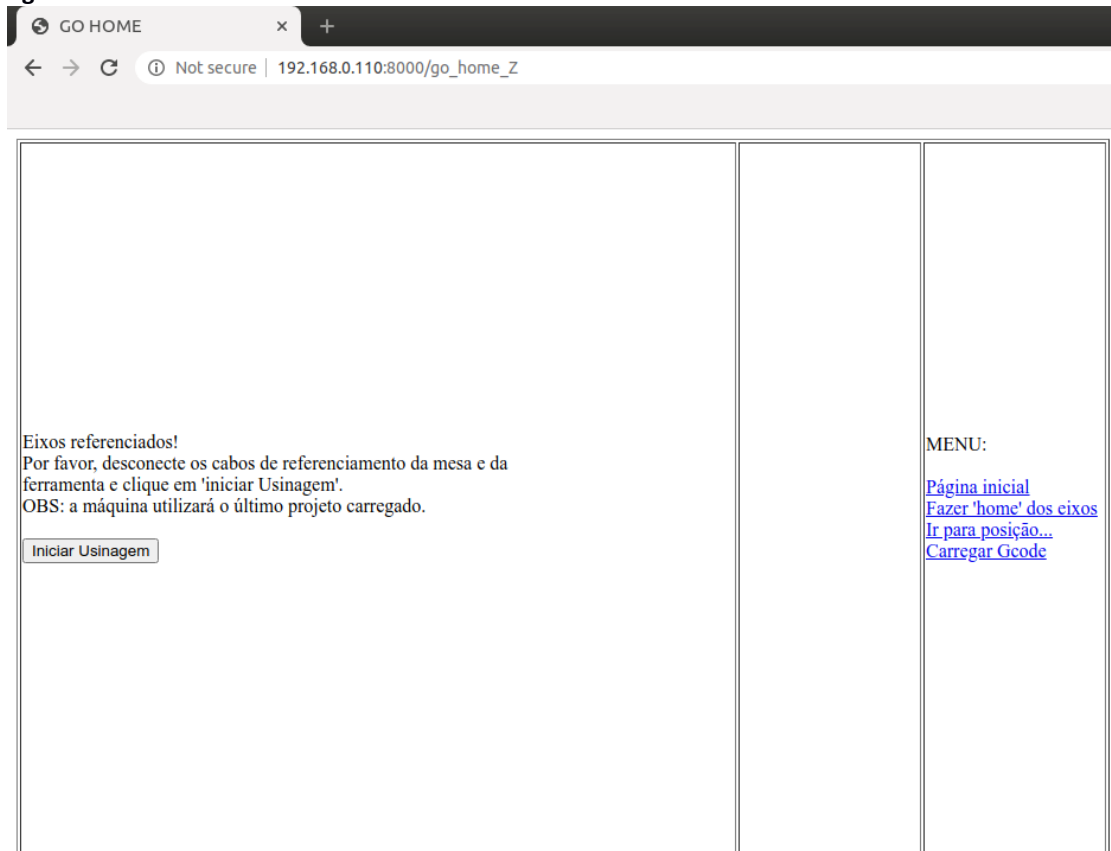 GO HOME
Not secure | 192.168.0.110:8000/go_home_Z
Eixos referenciados!
Por favor, desconecte os cabos de referenciamento da mesa e da
ferramenta e clique em 'iniciar Usinagem'.
OBS: a máquina utilizará o último projeto carregado.
Iniciar Usinagem
MENU:
Página inicial
Fazer 'home' dos eixos
Ir para posição...
Carregar Gcode